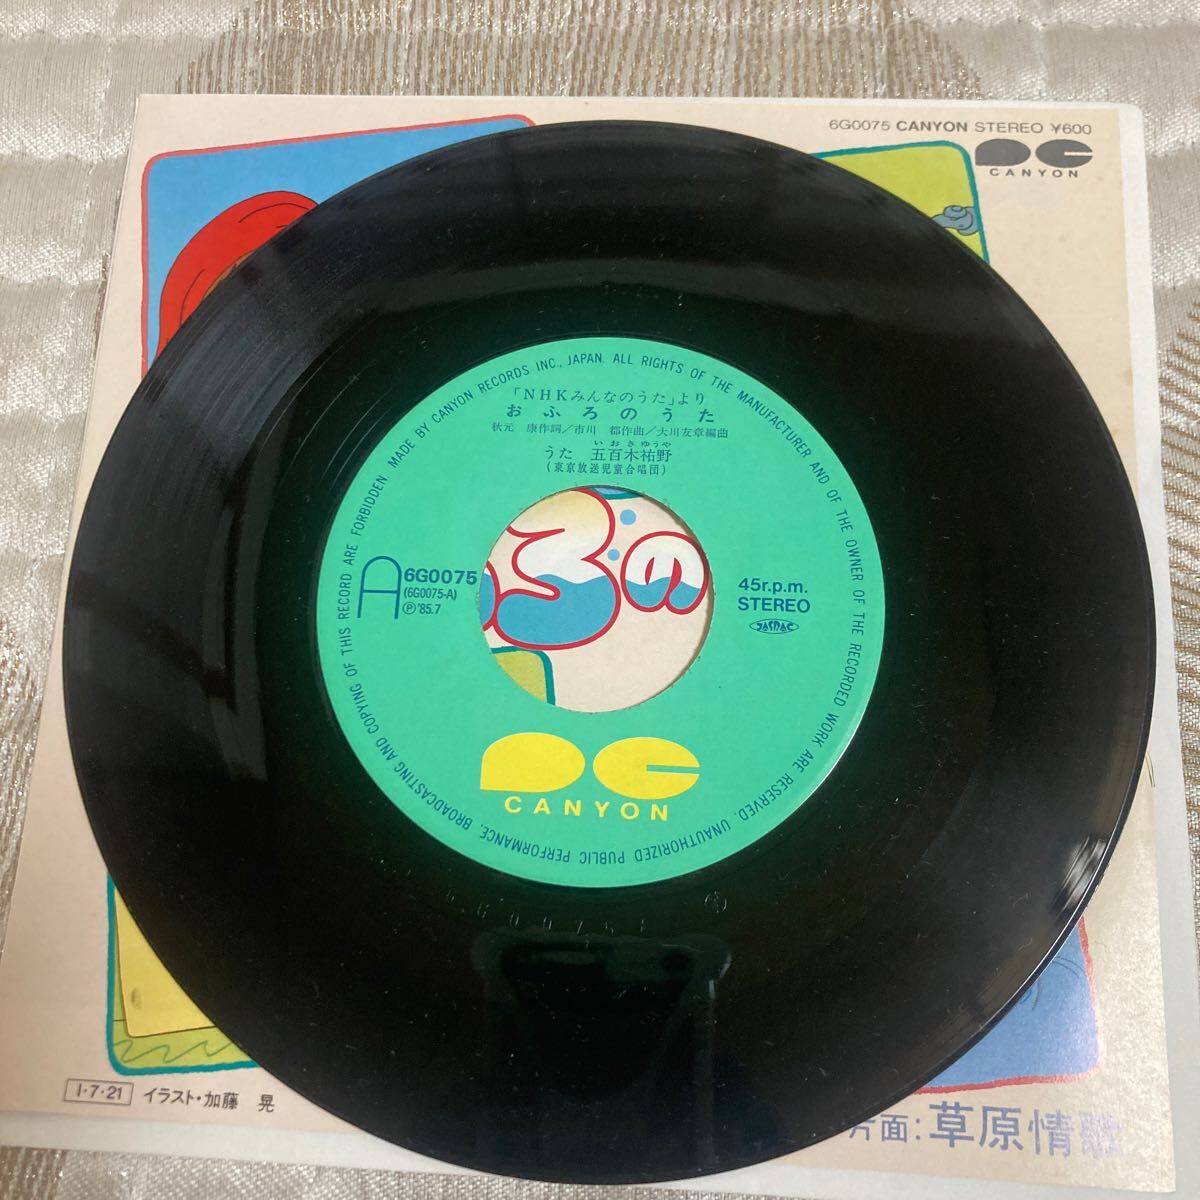 6G0075 CANYON STEREO ¥600
CANYON
MADE BY CANYON RECORDS INC., JAPAN. ALL RIGHTS OF THE MANUFACTURER AND OF THE OWNER OF THE RECORDED WORK ARE RESERVED. UNAUTHORIZED PUBLIC PERFORMANCE, BROADCASTING AND COPYING OF THIS RECORD ARE FORBIDDEN
「NHKみんなのうた」より
おふろのうた
秋元 康作詞/市川 都作曲/大川友章編曲
いおきゆうや
うた 五百木祐野
(東京放送児童合唱団)
ろの
A 6G0075
(6G0075-A)
Ⓟ'85.7
45r.p.m.
STEREO
JASRAC
CANYON
I・7・21 イラスト・加藤 晃
片面:草原情歌